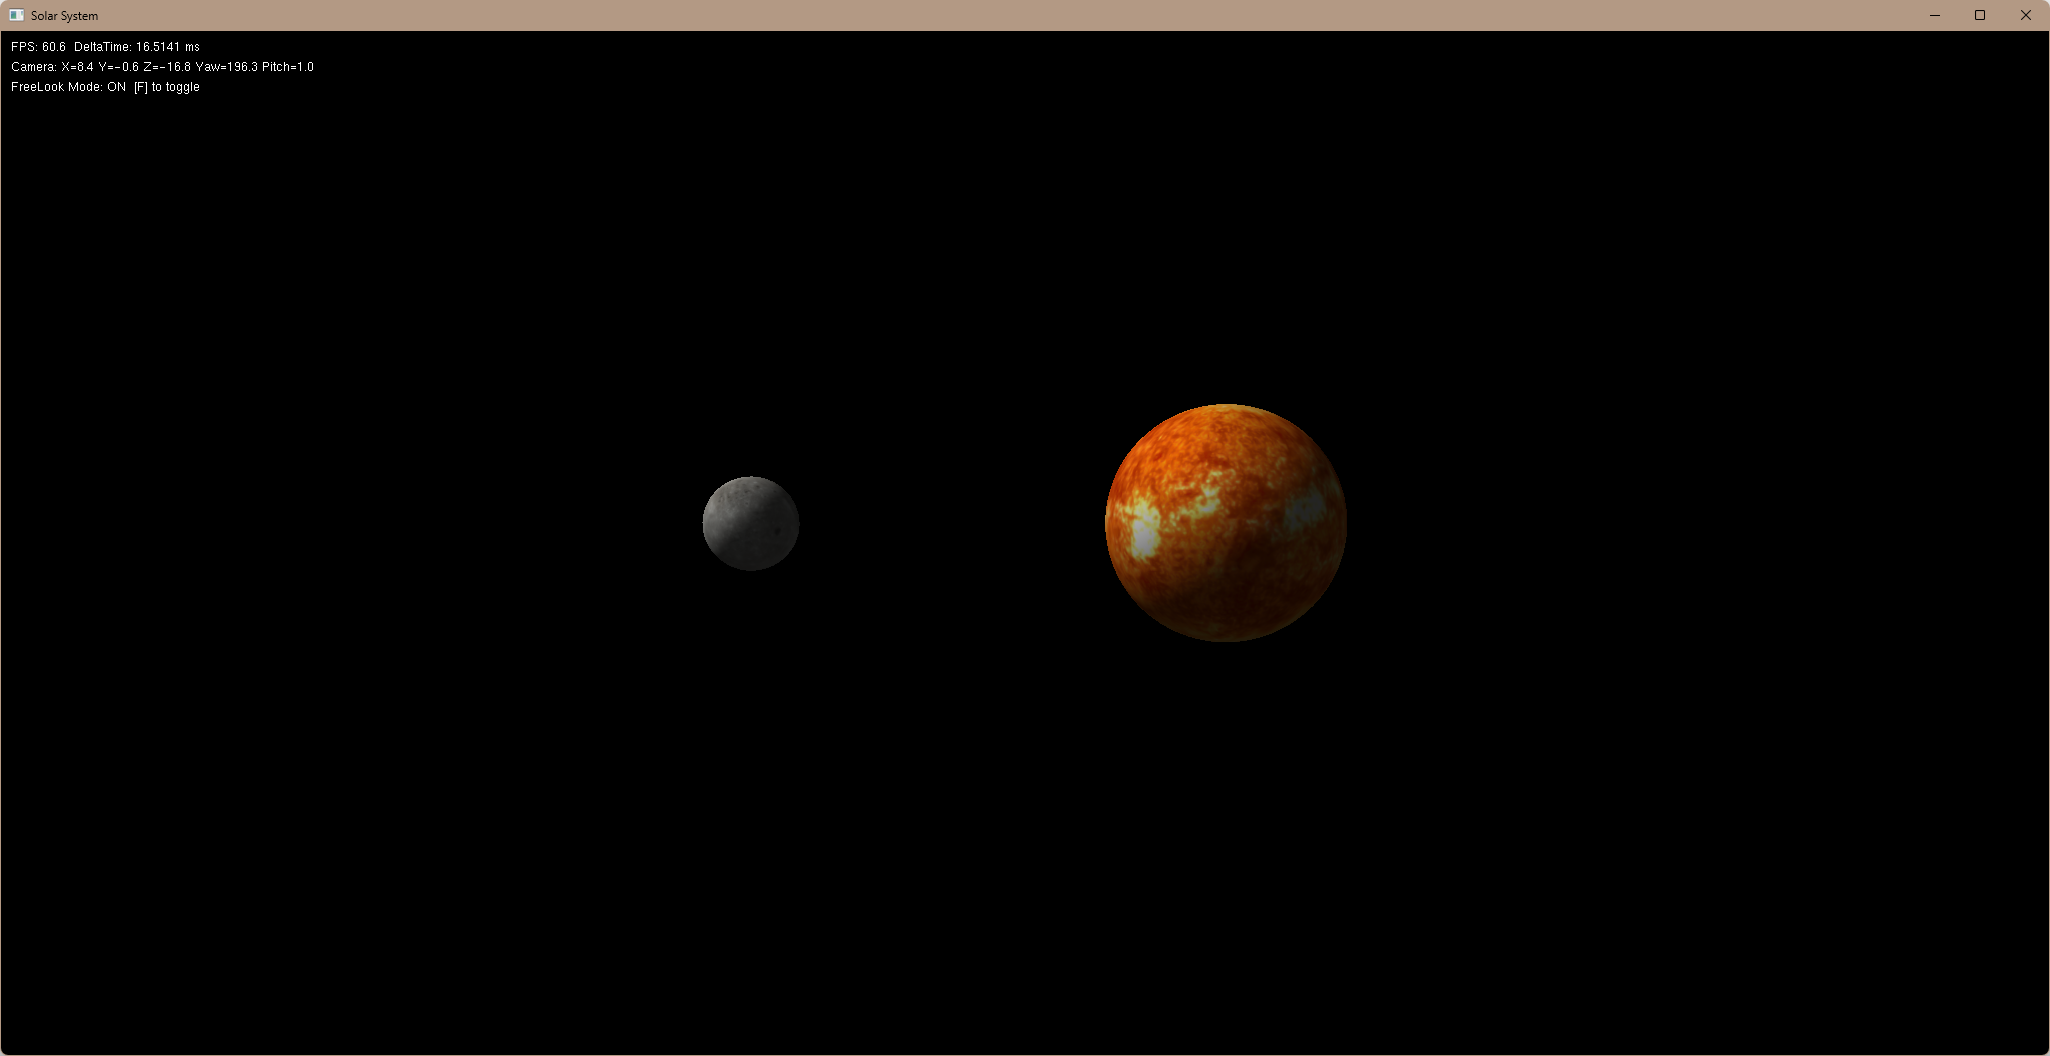 Solar System
FPS: 60.6  DeltaTime: 16.5141 ms
Camera: X=8.4 Y=-0.6 Z=-16.8 Yaw=196.3 Pitch=1.0
FreeLook Mode: ON  [F] to toggle